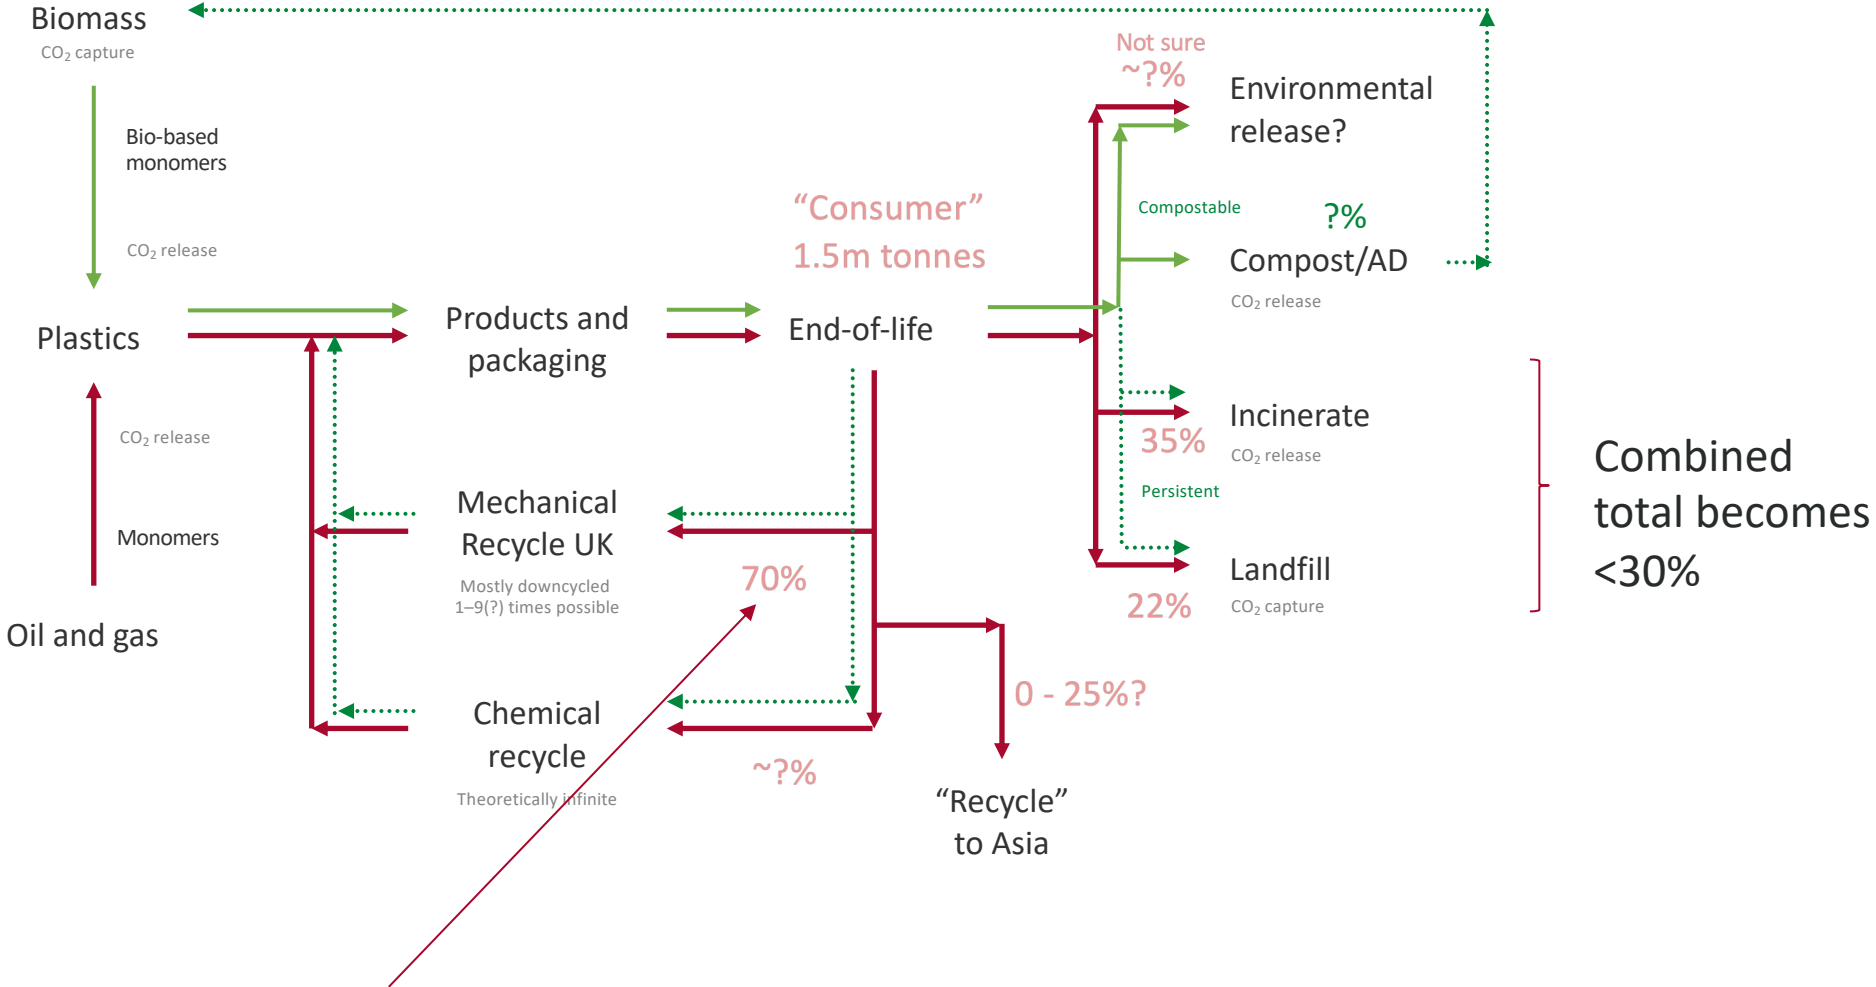 Biomass
CO₂ capture
Bio-based
monomers
CO₂ release
Plastics
CO₂ release
Monomers
Oil and gas
Products and
packaging
Mechanical
Recycle UK
Mostly downcycled
1–9(?) times possible
Chemical
recycle
Theoretically infinite
“Consumer”
1.5m tonnes
End-of-life
70%
~?%
0 - 25%?
“Recycle”
to Asia
Not sure
~?%
Environmental
release?
Compostable
?%
Compost/AD
CO₂ release
Incinerate
35%
CO₂ release
Persistent
Landfill
22%
CO₂ capture
Combined
total becomes
<30%